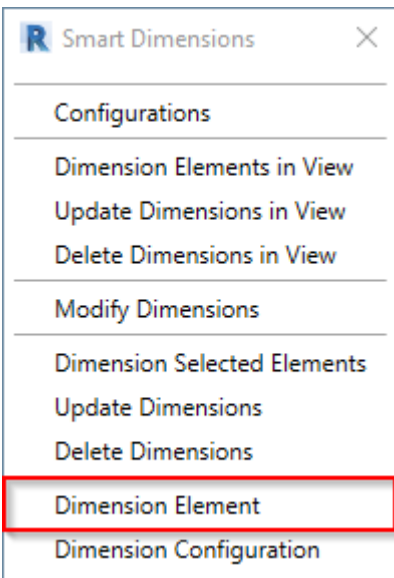 R Smart Dimensions
Configurations
Dimension Elements in View
Update Dimensions in View
Delete Dimensions in View
Modify Dimensions
Dimension Selected Elements
Update Dimensions
Delete Dimensions
Dimension Element
Dimension Configuration